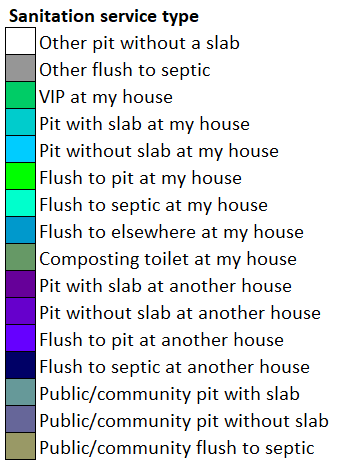 Sanitation service type
Other pit without a slab
Other flush to septic
VIP at my house
Pit with slab at my house
Pit without slab at my house
Flush to pit at my house
Flush to septic at my house
Flush to elsewhere at my house
Composting toilet at my house
Pit with slab at another house
Pit without slab at another house
Flush to pit at another house
Flush to septic at another house
Public/community pit with slab
Public/community pit without slab
Public/community flush to septic